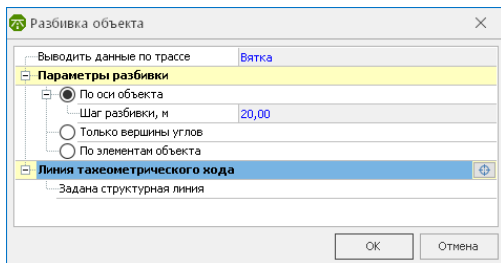 Разбивка объекта
Выводить данные по трассе Вятка
Параметры разбивки
По оси объекта
Шаг разбивки, м 20,00
Только вершины углов
По элементам объекта
Линия тахеометрического хода
Задана структурная линия
ОК Отмена